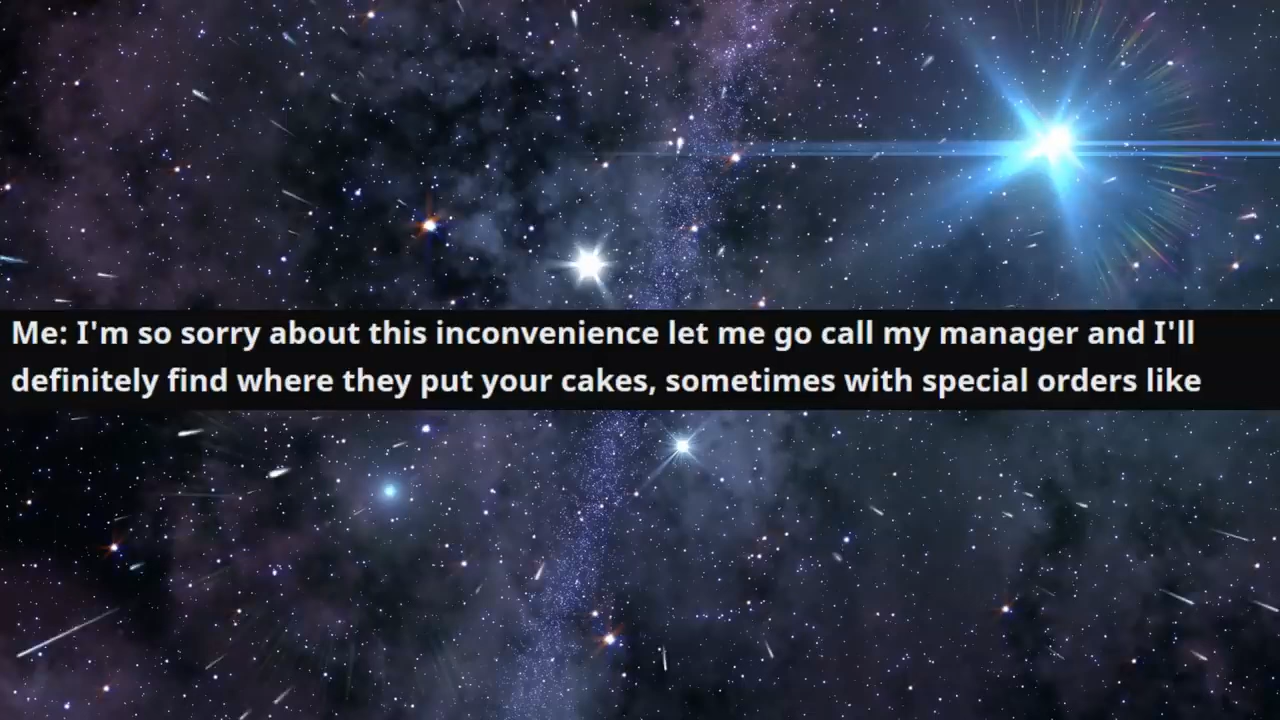 Me: I'm so sorry about this inconvenience let me go call my manager and I'll
definitely find where they put your cakes, sometimes with special orders like